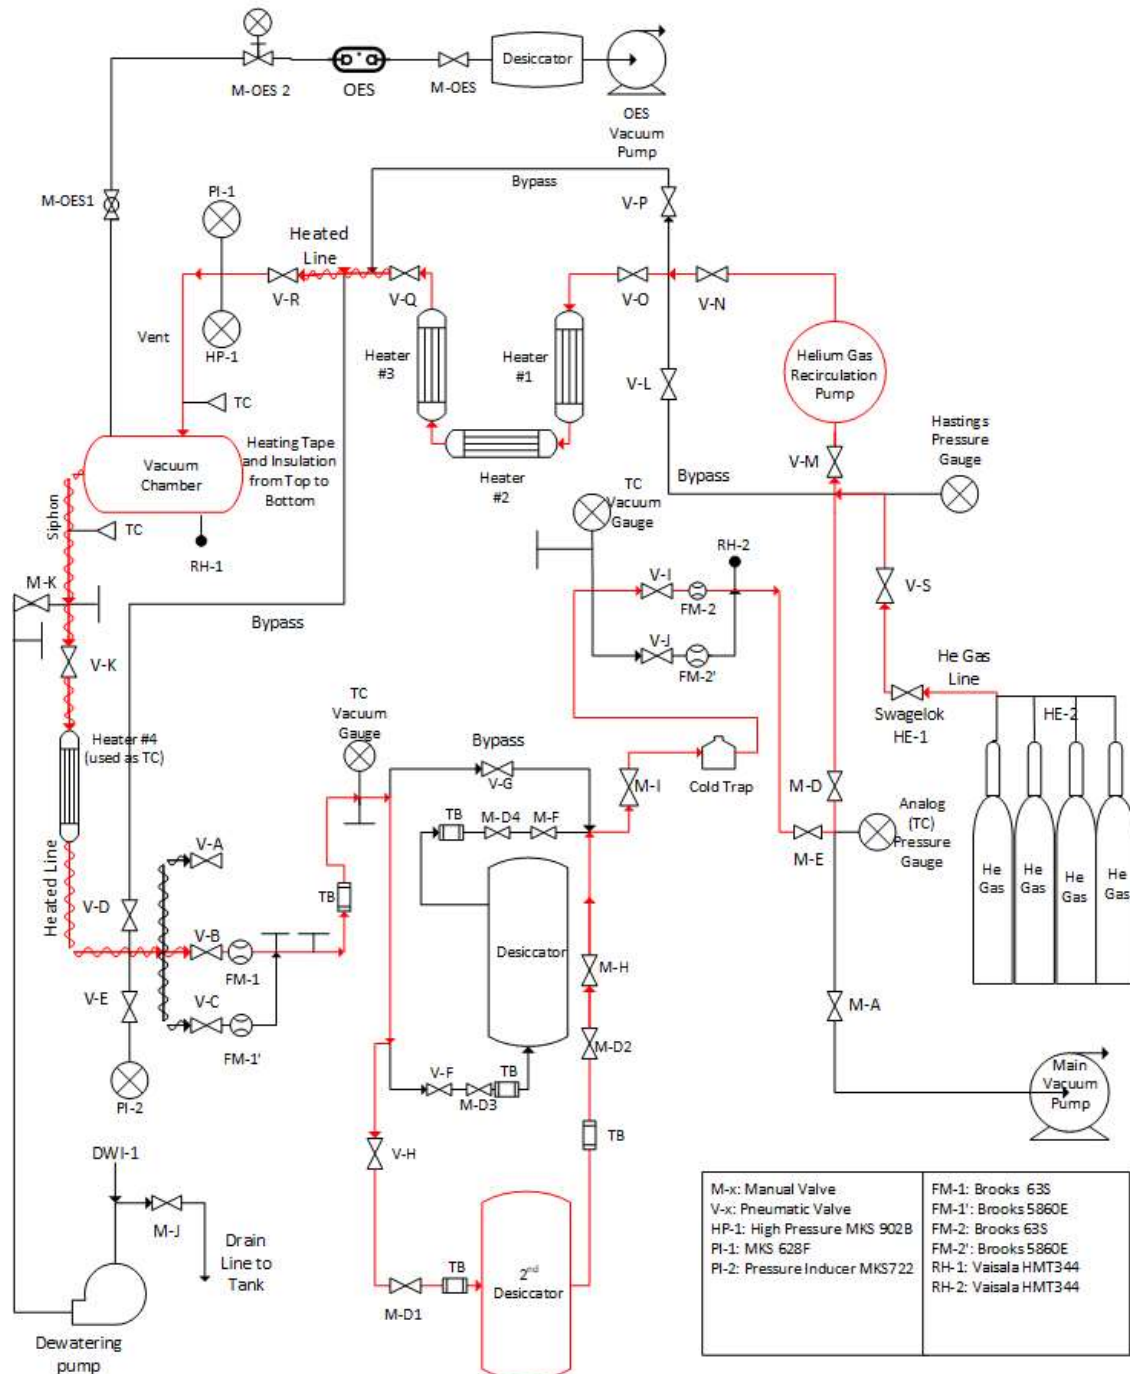 M-OES 2
OES
M-OES
Desiccator
OES
Vacuum
Pump
M-OES1
PI-1
Bypass
V-P
Heated
Line
V-R
V-Q
V-O
V-N
Vent
HP-1
Heater
#3
Heater
#1
V-L
Helium Gas
Recirculation
Pump
TC
Hastings
Pressure
Gauge
Vacuum
Chamber
Heating Tape
and Insulation
from Top to
Bottom
Heater
#2
V-M
Bypass
Siphon
TC
TC
Vacuum
Gauge
RH-1
RH-2
M-K
V-I
FM-2
V-S
Bypass
V-J
FM-2'
V-K
He Gas
Line
TC
Vacuum
Gauge
Swagelok
HE-1
HE-2
Heater #4
(used as TC)
Bypass
V-G
M-I
Cold Trap
M-D
Analog
(TC)
Pressure
Gauge
TB
M-D4
M-F
M-E
V-A
He
Gas
He
Gas
He
Gas
He
Gas
Heated Line
TB
V-D
V-B
FM-1
Desiccator
M-H
V-E
V-C
FM-1'
M-A
M-D2
V-F
M-D3
TB
Main
Vacuum
Pump
PI-2
TB
DWI-1
V-H
M-J
Drain
Line to
Tank
TB
M-D1
2nd
Desiccator
Dewatering
pump
M-x: Manual Valve
V-x: Pneumatic Valve
HP-1: High Pressure MKS 902B
PI-1: MKS 628F
PI-2: Pressure Inducer MKS722
FM-1: Brooks 63S
FM-1': Brooks 5860E
FM-2: Brooks 63S
FM-2': Brooks 5860E
RH-1: Vaisala HMT344
RH-2: Vaisala HMT344